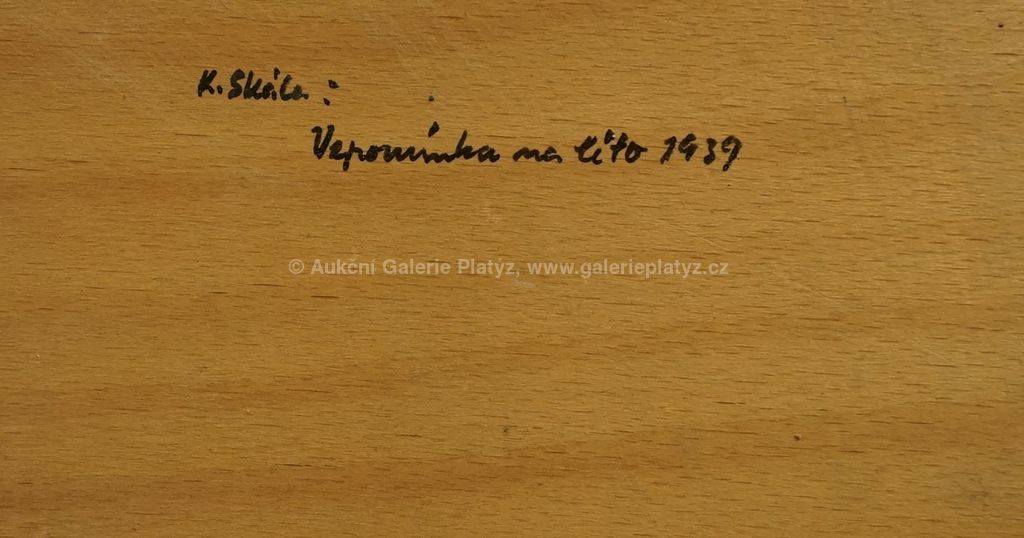 K. Skála:
Vzpomínka na léto 1939
© Aukční Galerie Platýz, www.galerieplatyz.cz